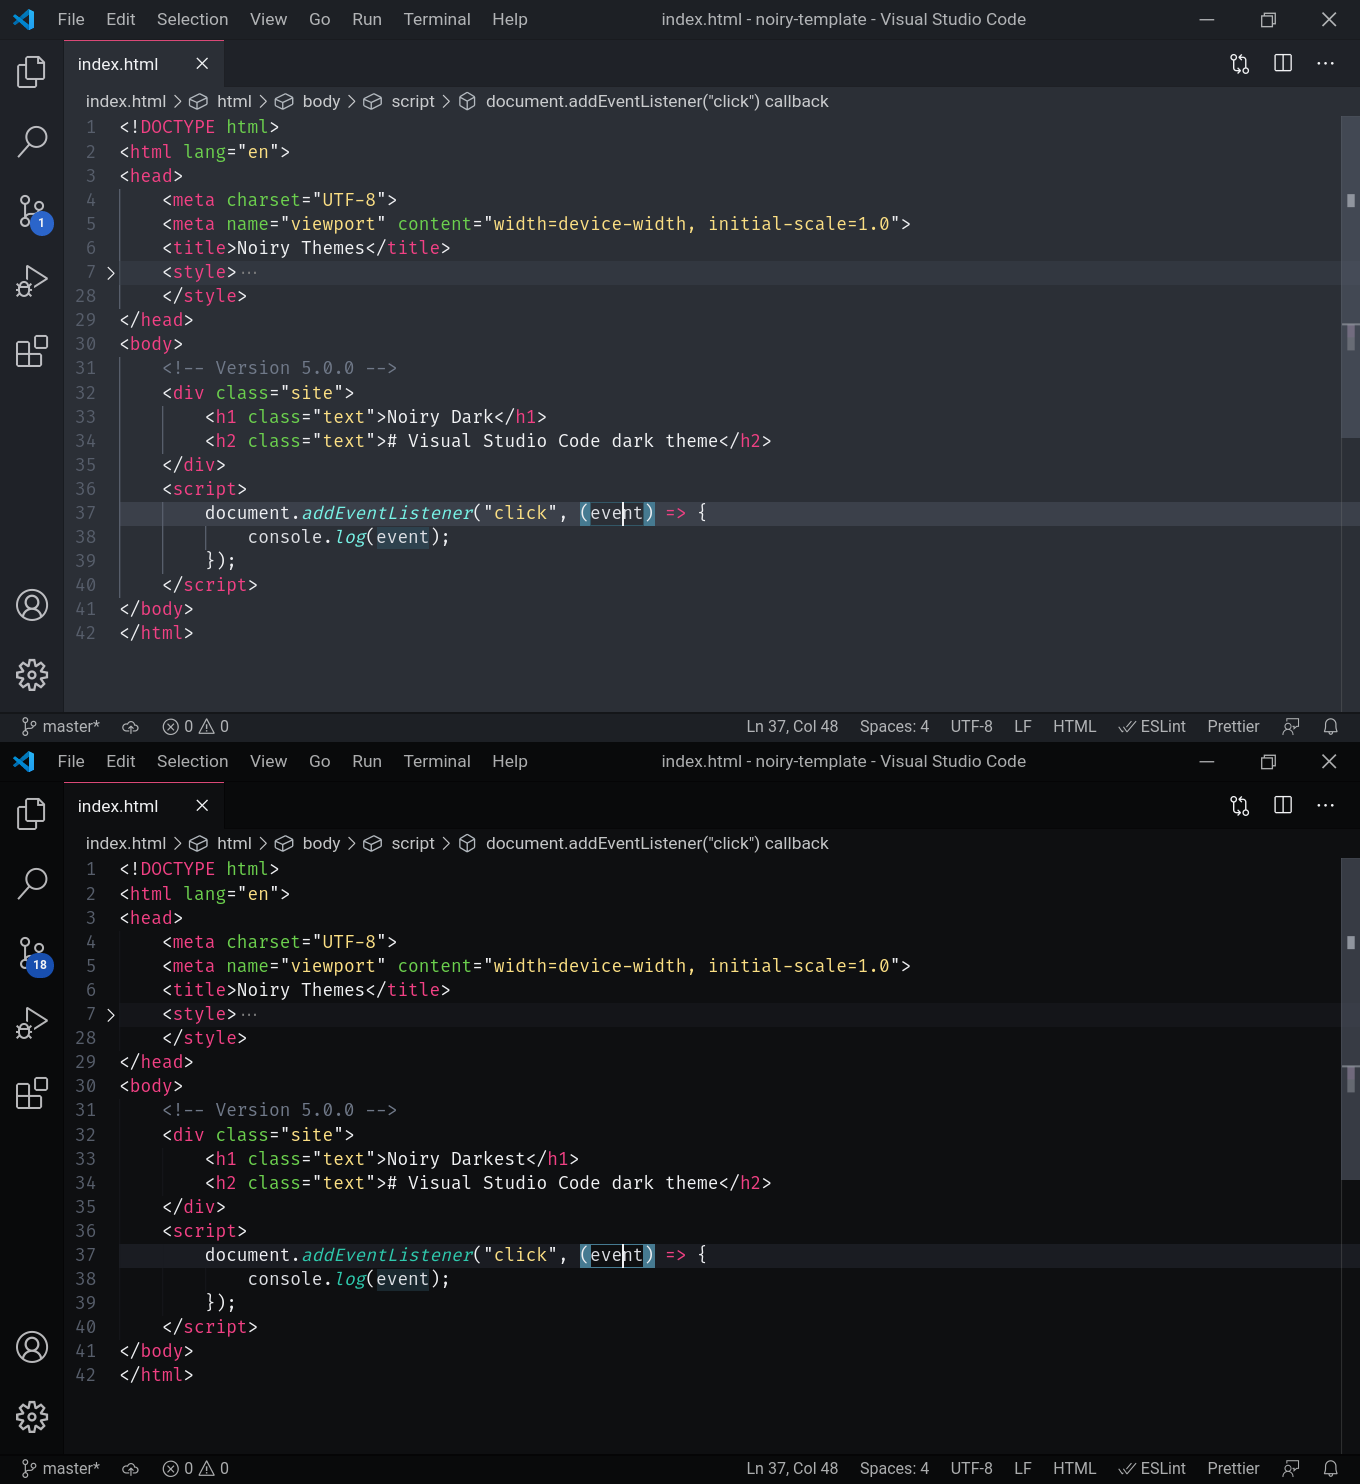 File Edit Selection View Go Run Terminal Help index.html - noiry-template - Visual Studio Code
index.html
index.html > html > body > script > document.addEventListener("click") callback
1 <!DOCTYPE html>
2 <html lang="en">
3 <head>
4 <meta charset="UTF-8">
5 <meta name="viewport" content="width=device-width, initial-scale=1.0">
6 <title>Noiry Themes</title>
7 <style>···
28 </style>
29 </head>
30 <body>
31 <!-- Version 5.0.0 -->
32 <div class="site">
33 <h1 class="text">Noiry Dark</h1>
34 <h2 class="text"># Visual Studio Code dark theme</h2>
35 </div>
36 <script>
37 document.addEventListener("click", (event) => {
38 console.log(event);
39 });
40 </script>
41 </body>
42 </html>
1
master* 0 0 Ln 37, Col 48 Spaces: 4 UTF-8 LF HTML ESLint Prettier
File Edit Selection View Go Run Terminal Help index.html - noiry-template - Visual Studio Code
index.html
index.html > html > body > script > document.addEventListener("click") callback
1 <!DOCTYPE html>
2 <html lang="en">
3 <head>
4 <meta charset="UTF-8">
5 <meta name="viewport" content="width=device-width, initial-scale=1.0">
6 <title>Noiry Themes</title>
7 <style>···
28 </style>
29 </head>
30 <body>
31 <!-- Version 5.0.0 -->
32 <div class="site">
33 <h1 class="text">Noiry Darkest</h1>
34 <h2 class="text"># Visual Studio Code dark theme</h2>
35 </div>
36 <script>
37 document.addEventListener("click", (event) => {
38 console.log(event);
39 });
40 </script>
41 </body>
42 </html>
18
master* 0 0 Ln 37, Col 48 Spaces: 4 UTF-8 LF HTML ESLint Prettier